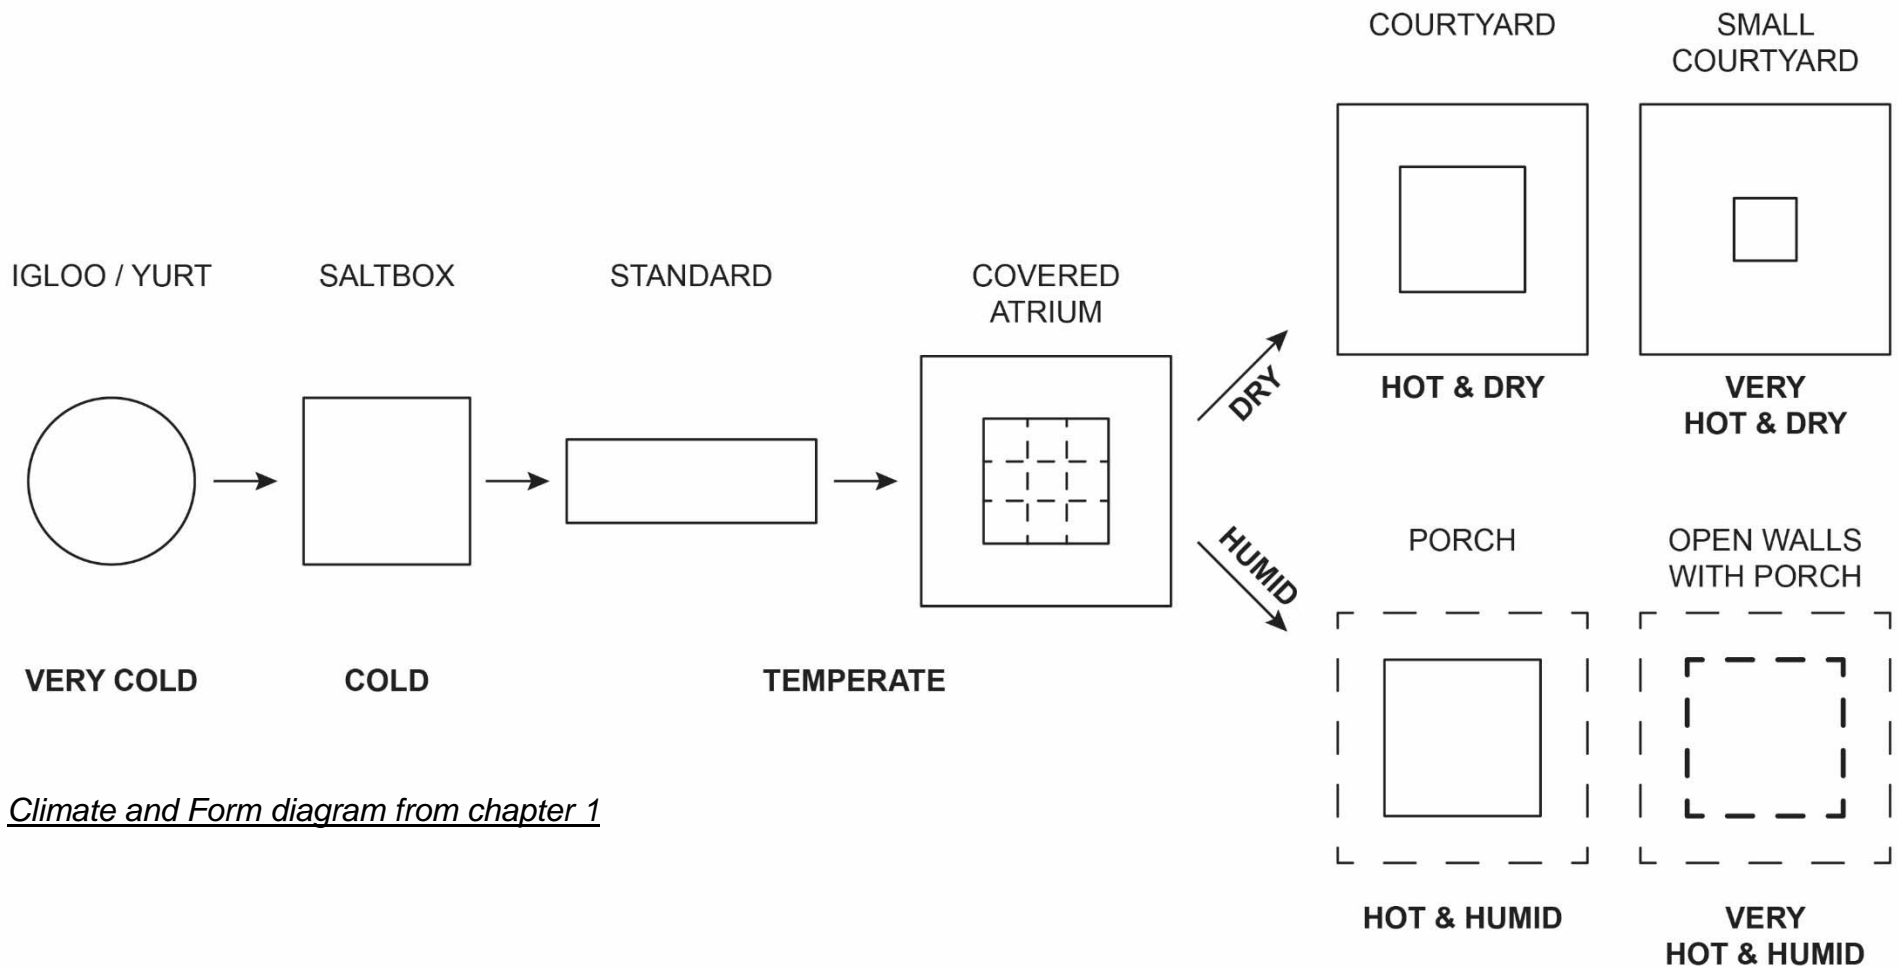 COURTYARD
SMALL
COURTYARD
IGLOO / YURT
SALTBOX
STANDARD
COVERED
ATRIUM
DRY
HOT & DRY
VERY
HOT & DRY
HUMID
PORCH
OPEN WALLS
WITH PORCH
VERY COLD
COLD
TEMPERATE
Climate and Form diagram from chapter 1
HOT & HUMID
VERY
HOT & HUMID